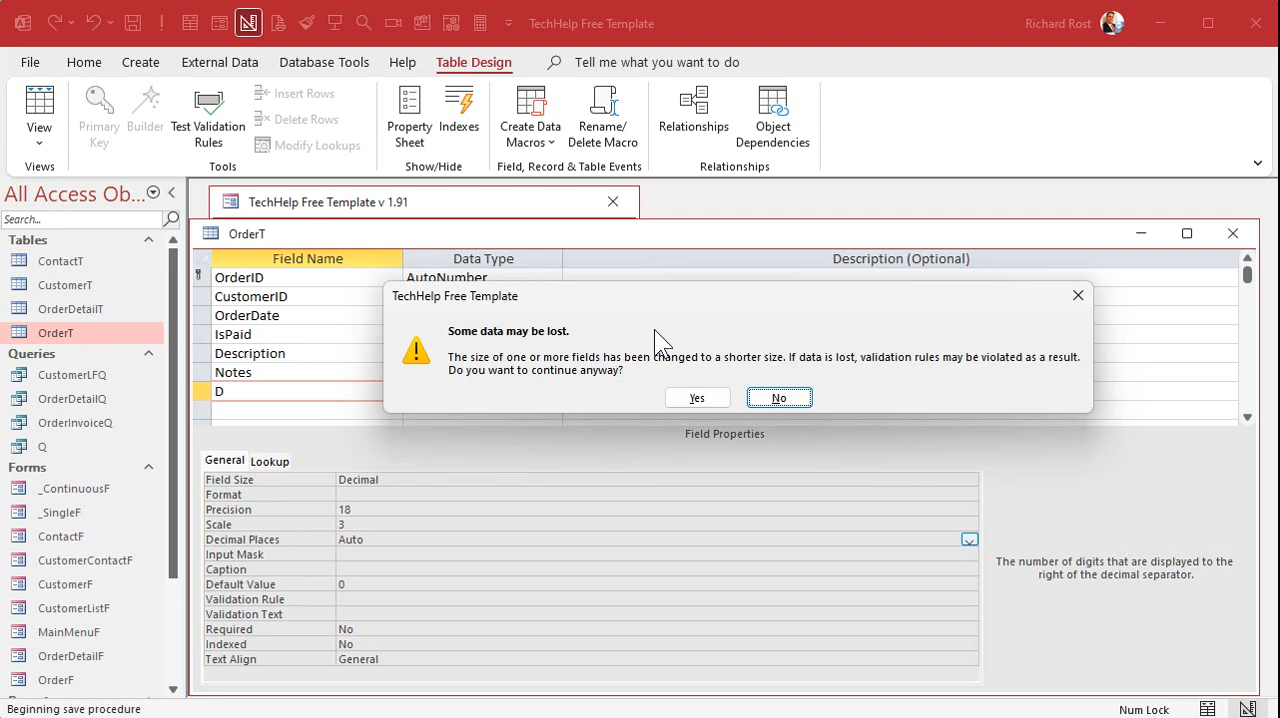 TechHelp Free Template
Richard Rost
File
Home
Create
External Data
Database Tools
Help
Table Design
Tell me what you want to do
View
Primary Key
Builder
Test Validation Rules
Insert Rows
Delete Rows
Modify Lookups
Property Sheet
Indexes
Create Data Macros
Rename/ Delete Macro
Relationships
Object Dependencies
Views
Tools
Show/Hide
Field, Record & Table Events
Relationships
All Access Ob...
Search...
Tables
ContactT
CustomerT
OrderDetailT
OrderT
Queries
CustomerLFQ
OrderDetailQ
OrderInvoiceQ
Q
Forms
_ContinuousF
_SingleF
ContactF
CustomerContactF
CustomerF
CustomerListF
MainMenuF
OrderDetailF
OrderF
TechHelp Free Template v 1.91
OrderT
Field Name
Data Type
Description (Optional)
OrderID
AutoNumber
CustomerID
OrderDate
IsPaid
Description
Notes
D
TechHelp Free Template
Some data may be lost.
The size of one or more fields has been changed to a shorter size. If data is lost, validation rules may be violated as a result.
Do you want to continue anyway?
Yes
No
Field Properties
General
Lookup
Field Size Decimal
Format
Precision 18
Scale 3
Decimal Places Auto
Input Mask
Caption
Default Value 0
Validation Rule
Validation Text
Required No
Indexed No
Text Align General
The number of digits that are displayed to the
right of the decimal separator.
Beginning save procedure
Num Lock